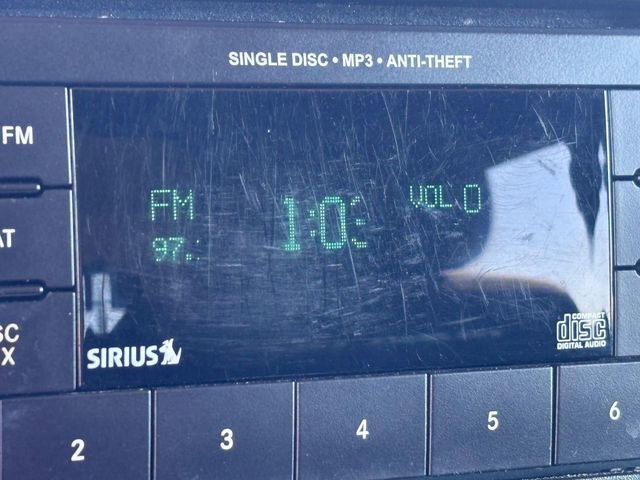 SINGLE DISC • MP3 • ANTI-THEFT
FM
FM
VOL 0
1:03
97.
AT
SC
X
SIRIUS
COMPACT
disc
DIGITAL AUDIO
2
3
4
5
6